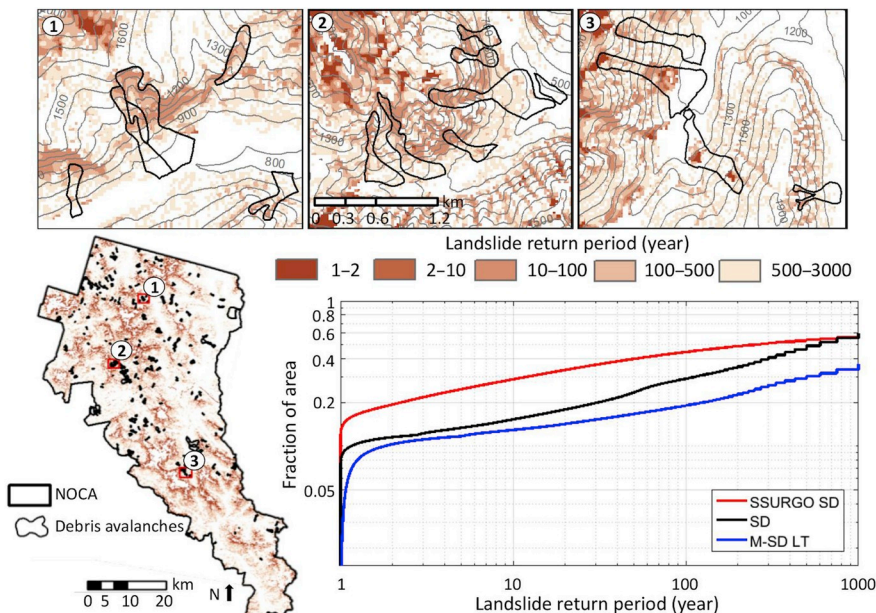 1
1600
1300
1500
1200
900
800
2
500
1300
1500
km
0 0.3 0.6 1.2
3
1200
1300
1500
Landslide return period (year)
1–2 2–10 10–100 100–500 500–3000
1
2
3
NOCA
Debris avalanches
km
0 5 10 20
N
Fraction of area
1
0.6
0.4
0.2
0.05
SSURGO SD
SD
M-SD LT
1 10 100 1000
Landslide return period (year)